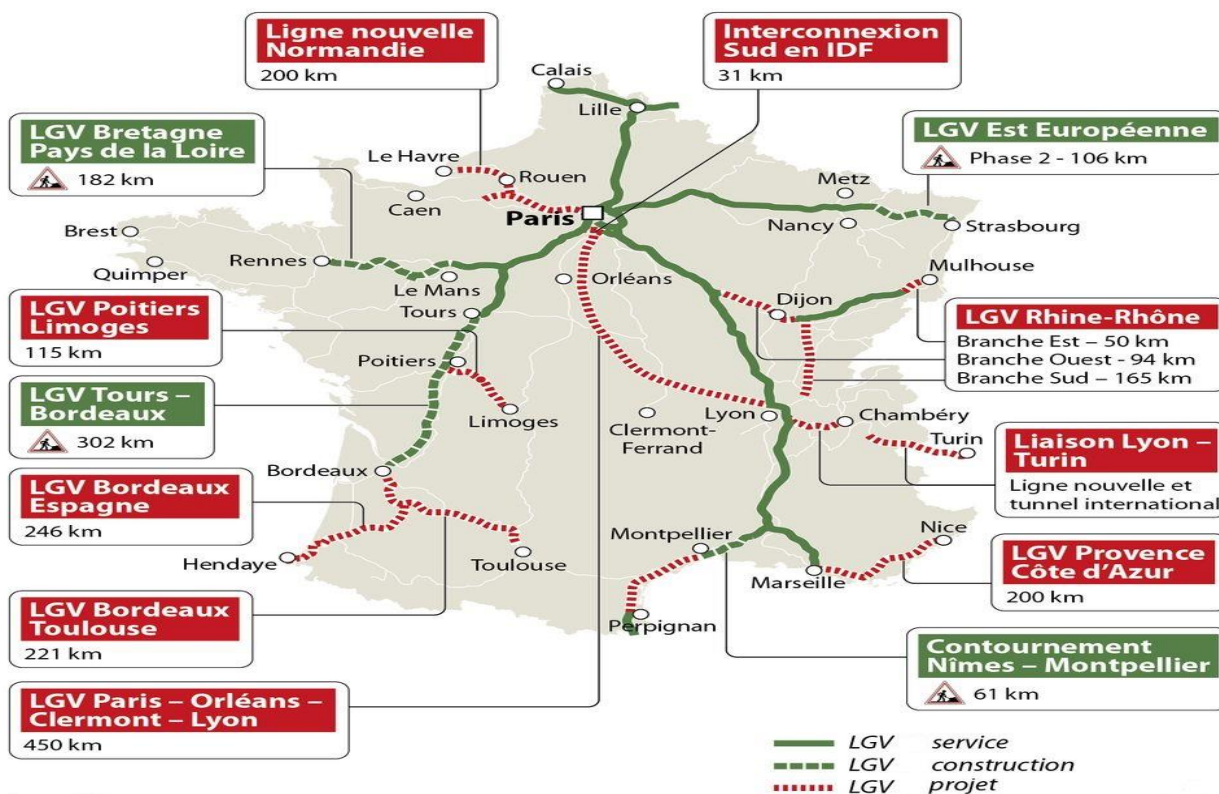 Ligne nouvelle
Normandie
200 km
Interconnexion
Sud en IDF
31 km
Calais
Lille
LGV Bretagne
Pays de la Loire
182 km
LGV Est Européenne
Phase 2 - 106 km
Le Havre
Rouen
Caen
Paris
Metz
Nancy
Strasbourg
Brest
Quimper
Rennes
Le Mans
Orléans
Mulhouse
Tours
Dijon
LGV Poitiers
Limoges
115 km
LGV Rhine-Rhône
Branche Est – 50 km
Branche Ouest - 94 km
Branche Sud – 165 km
Poitiers
LGV Tours –
Bordeaux
302 km
Limoges
Clermont-
Ferrand
Lyon
Chambéry
Turin
Liaison Lyon –
Turin
Ligne nouvelle et
tunnel international
Bordeaux
LGV Bordeaux
Espagne
246 km
Hendaye
Toulouse
Montpellier
Marseille
Nice
LGV Provence
Côte d’Azur
200 km
LGV Bordeaux
Toulouse
221 km
Perpignan
Contournement
Nîmes – Montpellier
61 km
LGV Paris – Orléans –
Clermont – Lyon
450 km
LGV service
LGV construction
LGV projet